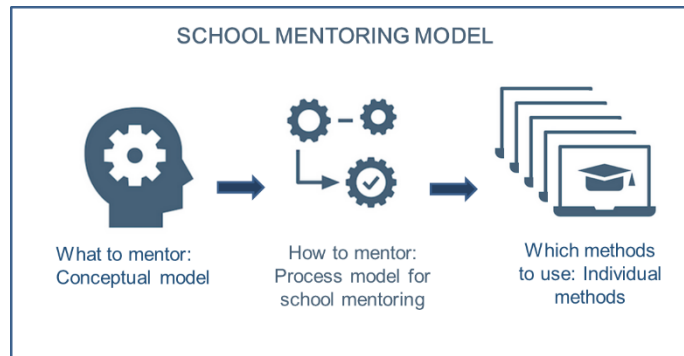 SCHOOL MENTORING MODEL
What to mentor:
Conceptual model
How to mentor:
Process model for
school mentoring
Which methods
to use: Individual
methods